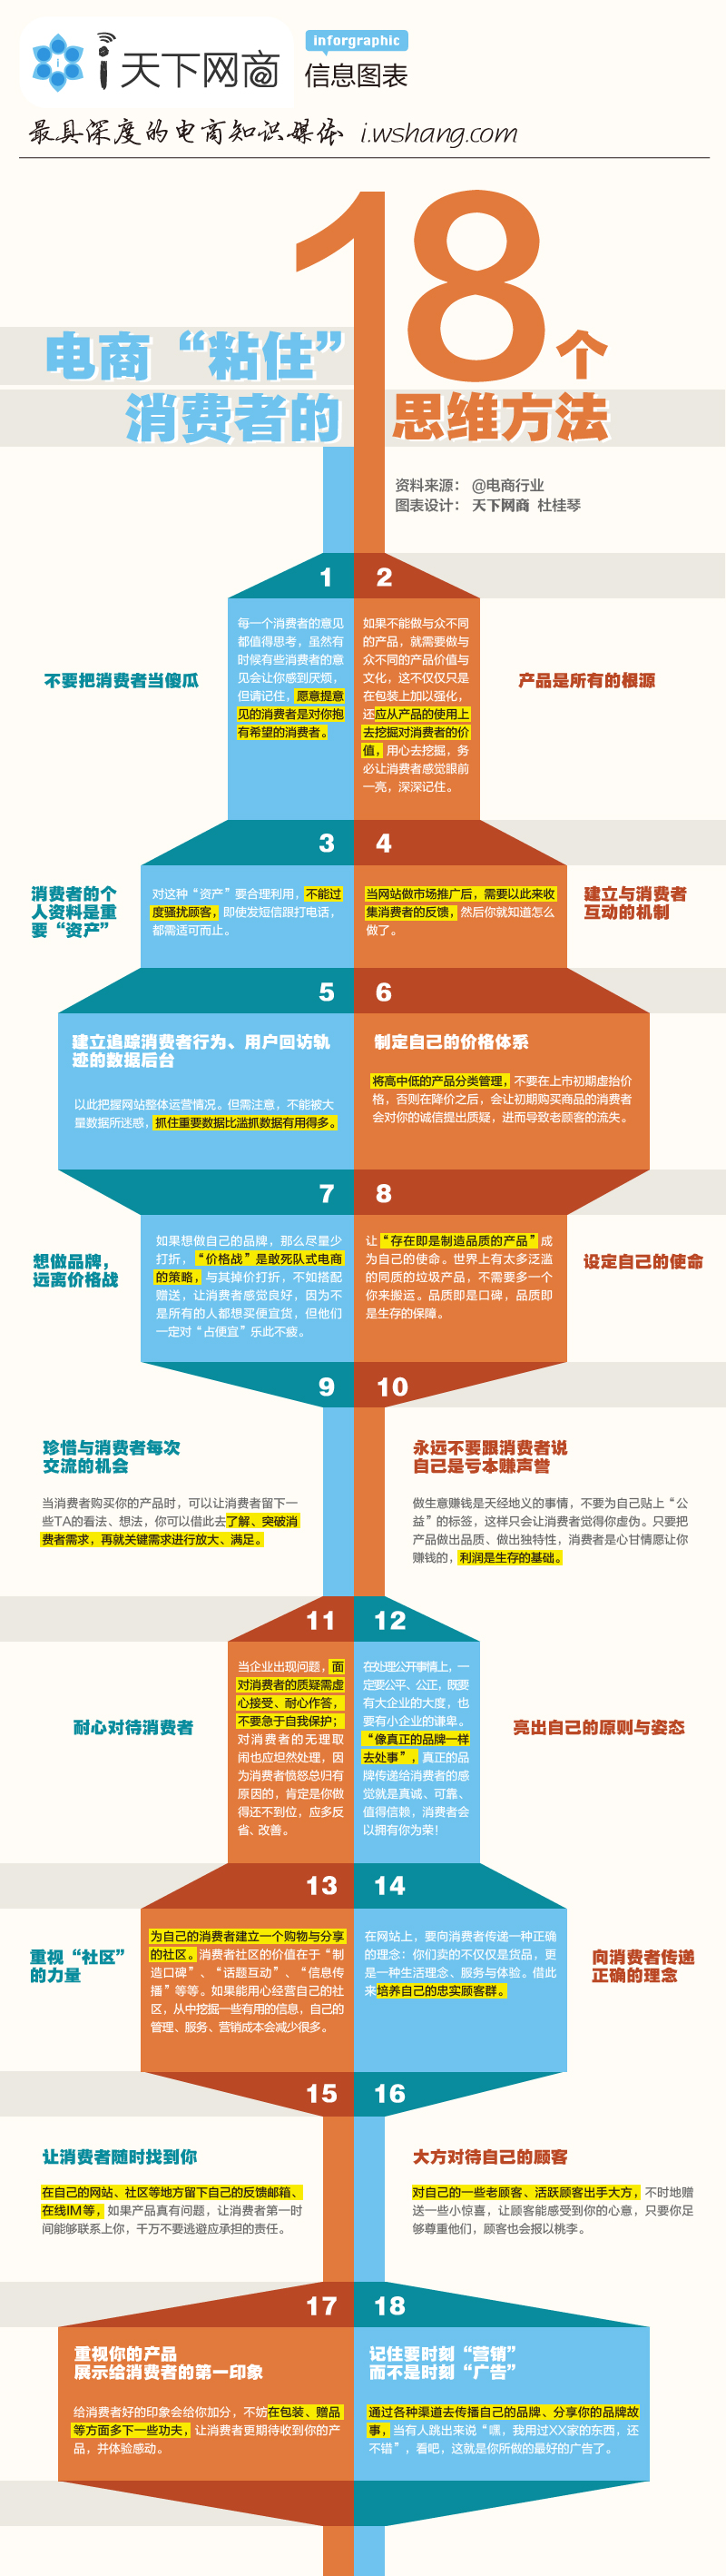 i天下网商
inforgraphic
信息图表
最具深度的电商知识媒体 i.wshang.com
18个
电商“粘住”
消费者的
思维方法
资料来源： @电商行业
图表设计： 天下网商 杜桂琴
1
不要把消费者当傻瓜
每一个消费者的意见
都值得思考，虽然有
时候有些消费者的意
见会让你感到厌烦，
但请记住，愿意提意
见的消费者是对你抱
有希望的消费者。
2
产品是所有的根源
如果不能做与众不同
的产品，就需要做与
众不同的产品价值与
文化，这不仅仅只是
在包装上加以强化，
还应从产品的使用上
去挖掘对消费者的价
值，用心去挖掘，务
必让消费者感觉眼前
一亮，深深记住。
3
消费者的个
人资料是重
要“资产”
对这种“资产”要合理利用，不能过
度骚扰顾客，即使发短信跟打电话，
都需适可而止。
4
建立与消费者
互动的机制
当网站做市场推广后，需要以此来收
集消费者的反馈，然后你就知道怎么
做了。
5
建立追踪消费者行为、用户回访轨
迹的数据后台
以此把握网站整体运营情况。但需注意，不能被大
量数据所迷惑，抓住重要数据比滥抓数据有用得多。
6
制定自己的价格体系
将高中低的产品分类管理，不要在上市初期虚抬价
格，否则在降价之后，会让初期购买商品的消费者
会对你的诚信提出质疑，进而导致老顾客的流失。
7
想做品牌，
远离价格战
如果想做自己的品牌，那么尽量少
打折，“价格战”是敢死队式电商
的策略，与其掉价打折，不如搭配
赠送，让消费者感觉良好，因为不
是所有的人都想买便宜货，但他们
一定对“占便宜”乐此不疲。
8
设定自己的使命
让“存在即是制造品质的产品”成
为自己的使命。世界上有太多泛滥
的同质的垃圾产品，不需要多一个
你来搬运。品质即是口碑，品质即
是生存的保障。
9
珍惜与消费者每次
交流的机会
当消费者购买你的产品时，可以让消费者留下一
些TA的看法、想法，你可以借此去了解、突破消
费者需求，再就关键需求进行放大、满足。
10
永远不要跟消费者说
自己是亏本赚声誉
做生意赚钱是天经地义的事情，不要为自己贴上“公
益”的标签，这样只会让消费者觉得你虚伪。只要把
产品做出品质、做出独特性，消费者是心甘情愿让你
赚钱的，利润是生存的基础。
11
耐心对待消费者
当企业出现问题，面
对消费者的质疑需虚
心接受、耐心作答，
不要急于自我保护；
对消费者的无理取
闹也应坦然处理，因
为消费者愤怒总归有
原因的，肯定是你做
得还不到位，应多反
省、改善。
12
亮出自己的原则与姿态
在处理公开事情上，一
定要公平、公正，既要
有大企业的大度，也
要有小企业的谦卑。
“像真正的品牌一样
去处事”，真正的品
牌传递给消费者的感
觉就是真诚、可靠、
值得信赖，消费者会
以拥有你为荣！
13
重视“社区”
的力量
为自己的消费者建立一个购物与分享
的社区。消费者社区的价值在于“制
造口碑”、“话题互动”、“信息传
播”等等。如果能用心经营自己的社
区，从中挖掘一些有用的信息，自己的
管理、服务、营销成本会减少很多。
14
向消费者传递
正确的理念
在网站上，要向消费者传递一种正确
的理念：你们卖的不仅仅是货品，更
是一种生活理念、服务与体验。借此
来培养自己的忠实顾客群。
15
让消费者随时找到你
在自己的网站、社区等地方留下自己的反馈邮箱、
在线IM等，如果产品真有问题，让消费者第一时
间能够联系上你，千万不要逃避应承担的责任。
16
大方对待自己的顾客
对自己的一些老顾客、活跃顾客出手大方，不时地赠
送一些小惊喜，让顾客能感受到你的心意，只要你足
够尊重他们，顾客也会报以桃李。
17
重视你的产品
展示给消费者的第一印象
给消费者好的印象会给你加分，不妨在包装、赠品
等方面多下一些功夫，让消费者更期待收到你的产
品，并体验感动。
18
记住要时刻“营销”
而不是时刻“广告”
通过各种渠道去传播自己的品牌、分享你的品牌故
事，当有人跳出来说“嘿，我用过XX家的东西，还
不错”，看吧，这就是你所做的最好的广告了。